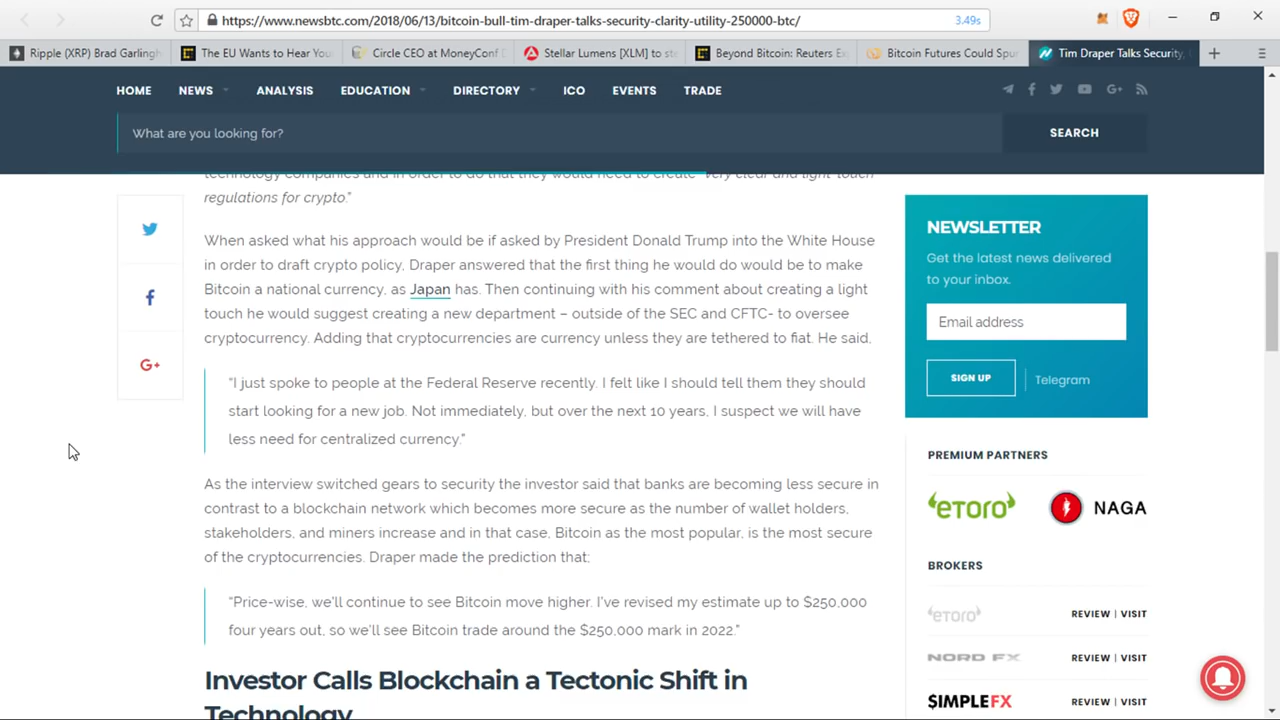 https://www.newsbtc.com/2018/06/13/bitcoin-bull-tim-draper-talks-security-clarity-utility-250000-btc/
3.49s
Ripple (XRP) Brad Garlingh
The EU Wants to Hear You
Circle CEO at MoneyConf
Stellar Lumens [XLM] to ste
Beyond Bitcoin: Reuters Ex
Bitcoin Futures Could Spu
Tim Draper Talks Security,
HOME NEWS ANALYSIS EDUCATION DIRECTORY ICO EVENTS TRADE
What are you looking for?
SEARCH
technology companies and in order to do that they would need to create "very clear and light-touch
regulations for crypto."
When asked what his approach would be if asked by President Donald Trump into the White House
in order to draft crypto policy, Draper answered that the first thing he would do would be to make
Bitcoin a national currency, as Japan has. Then continuing with his comment about creating a light
touch he would suggest creating a new department – outside of the SEC and CFTC- to oversee
cryptocurrency. Adding that cryptocurrencies are currency unless they are tethered to fiat. He said,
"I just spoke to people at the Federal Reserve recently. I felt like I should tell them they should
start looking for a new job. Not immediately, but over the next 10 years, I suspect we will have
less need for centralized currency."
As the interview switched gears to security the investor said that banks are becoming less secure in
contrast to a blockchain network which becomes more secure as the number of wallet holders,
stakeholders, and miners increase and in that case, Bitcoin as the most popular, is the most secure
of the cryptocurrencies. Draper made the prediction that;
"Price-wise, we'll continue to see Bitcoin move higher. I've revised my estimate up to $250,000
four years out, so we'll see Bitcoin trade around the $250,000 mark in 2022."
Investor Calls Blockchain a Tectonic Shift in
Technology
G+
NEWSLETTER
Get the latest news delivered
to your inbox.
Email address
SIGN UP
Telegram
PREMIUM PARTNERS
eToro
NAGA
BROKERS
eToro REVIEW | VISIT
NORD FX REVIEW | VISIT
$IMPLEFX REVIEW | VISIT